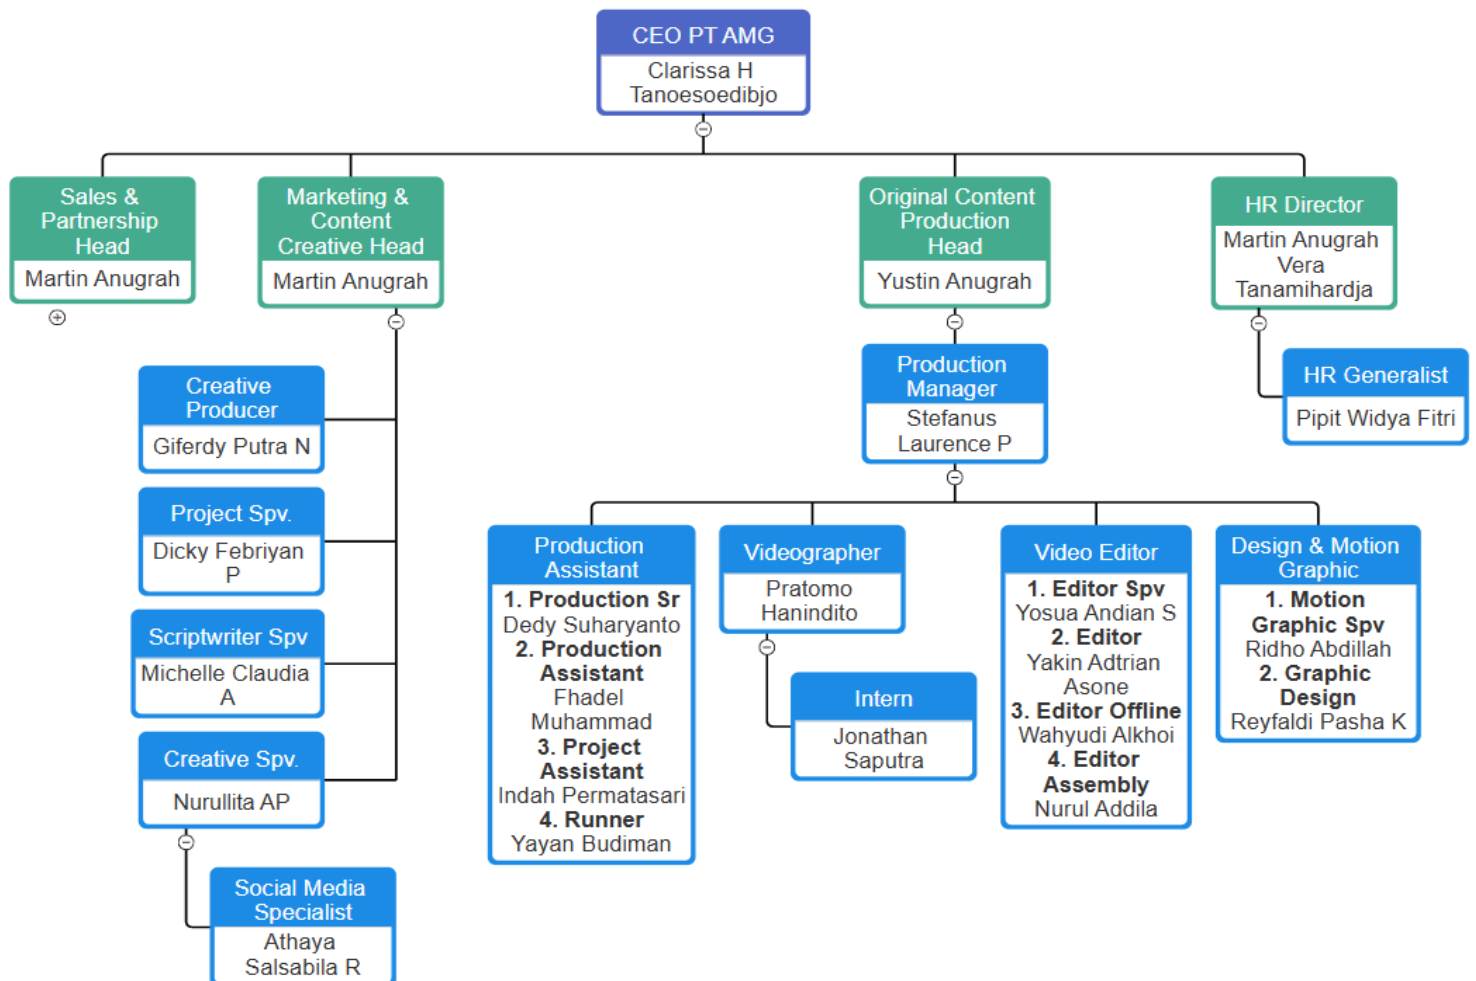 CEO PT AMG
Clarissa H
Tanoesoedibjo
Sales &
Partnership
Head
Martin Anugrah
Marketing &
Content
Creative Head
Martin Anugrah
Original Content
Production
Head
Yustin Anugrah
HR Director
Martin Anugrah
Vera
Tanamihardja
Creative
Producer
Giferdy Putra N
Project Spv.
Dicky Febriyan
P
Scriptwriter Spv
Michelle Claudia
A
Creative Spv.
Nurullita AP
Social Media
Specialist
Athaya
Salsabila R
Production
Manager
Stefanus
Laurence P
Production
Assistant
1. Production Sr
Dedy Suharyanto
2. Production
Assistant
Fhadel
Muhammad
3. Project
Assistant
Indah Permatasari
4. Runner
Yayan Budiman
Videographer
Pratomo
Hanindito
Intern
Jonathan
Saputra
Video Editor
1. Editor Spv
Yosua Andian S
2. Editor
Yakin Adtrian
Asone
3. Editor Offline
Wahyudi Alkhoi
4. Editor
Assembly
Nurul Addila
Design & Motion
Graphic
1. Motion
Graphic Spv
Ridho Abdillah
2. Graphic
Design
Reyfaldi Pasha K
HR Generalist
Pipit Widya Fitri